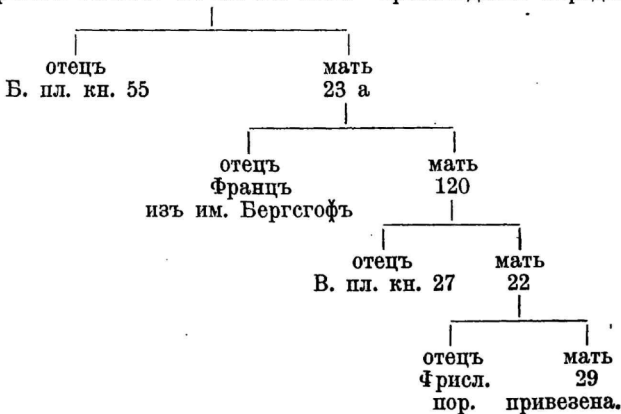 отецъ мать
Б. пл. кн. 55 23 а
отецъ мать
Францъ 120
изъ им. Бергсгофъ
отецъ мать
В. пл. кн. 27 22
отецъ мать
Фрисл. 29
пор. привезена.